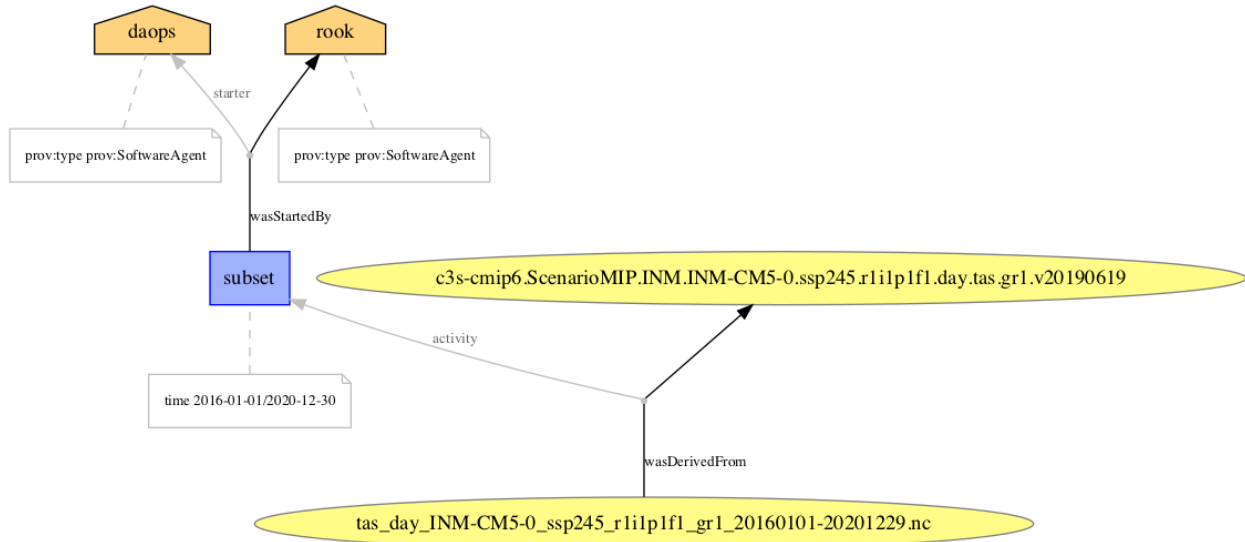 daops
rook
starter
prov:type prov:SoftwareAgent
prov:type prov:SoftwareAgent
wasStartedBy
subset
c3s-cmip6.ScenarioMIP.INM.INM-CM5-0.ssp245.r1i1p1f1.day.tas.gr1.v20190619
activity
time 2016-01-01/2020-12-30
wasDerivedFrom
tas_day_INM-CM5-0_ssp245_r1i1p1f1_gr1_20160101-20201229.nc